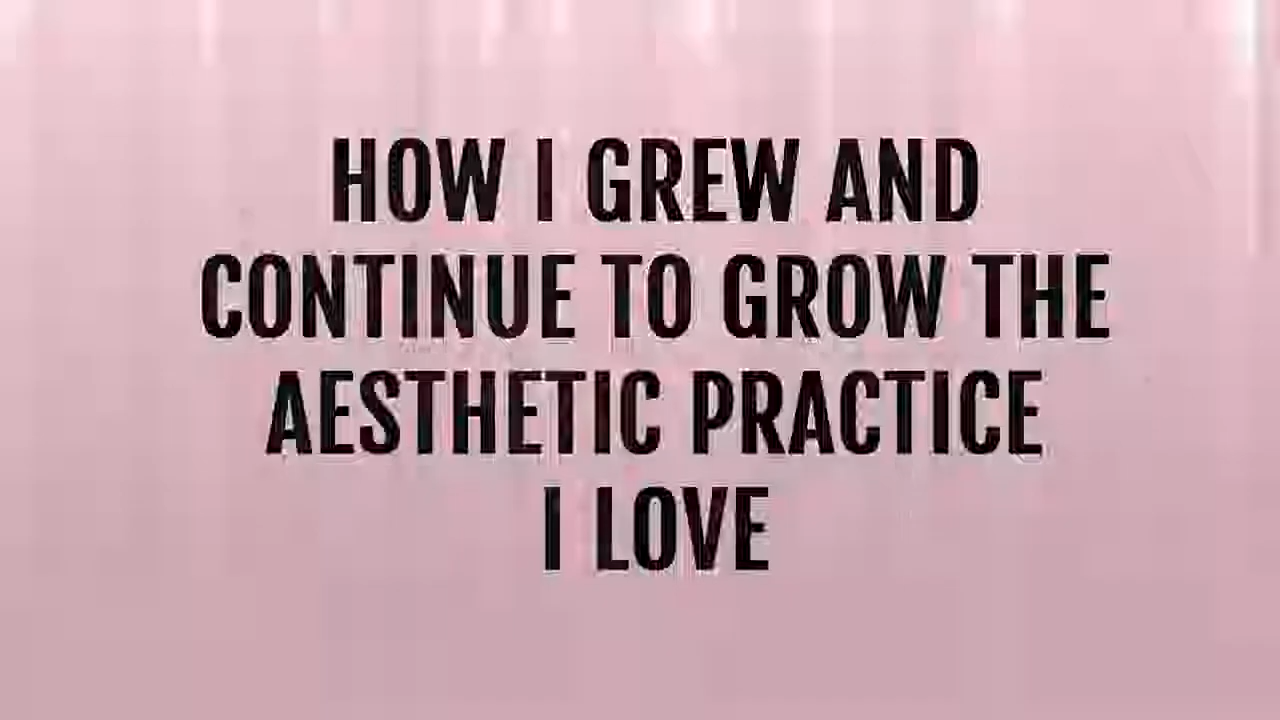 HOW I GREW AND
CONTINUE TO GROW THE
AESTHETIC PRACTICE
I LOVE